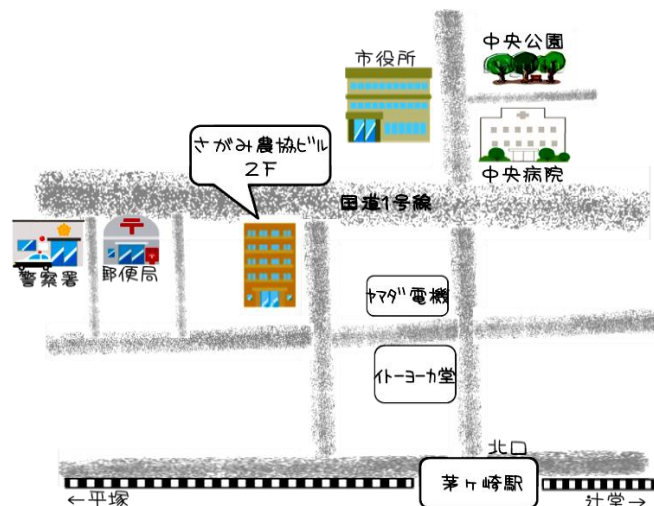 中央公園
市役所
さがみ農協ビル
2F
中央病院
国道1号線
警察署
郵便局
ヤマダ電機
イトーヨーカ堂
北口
茅ヶ崎駅
←平塚
辻堂→